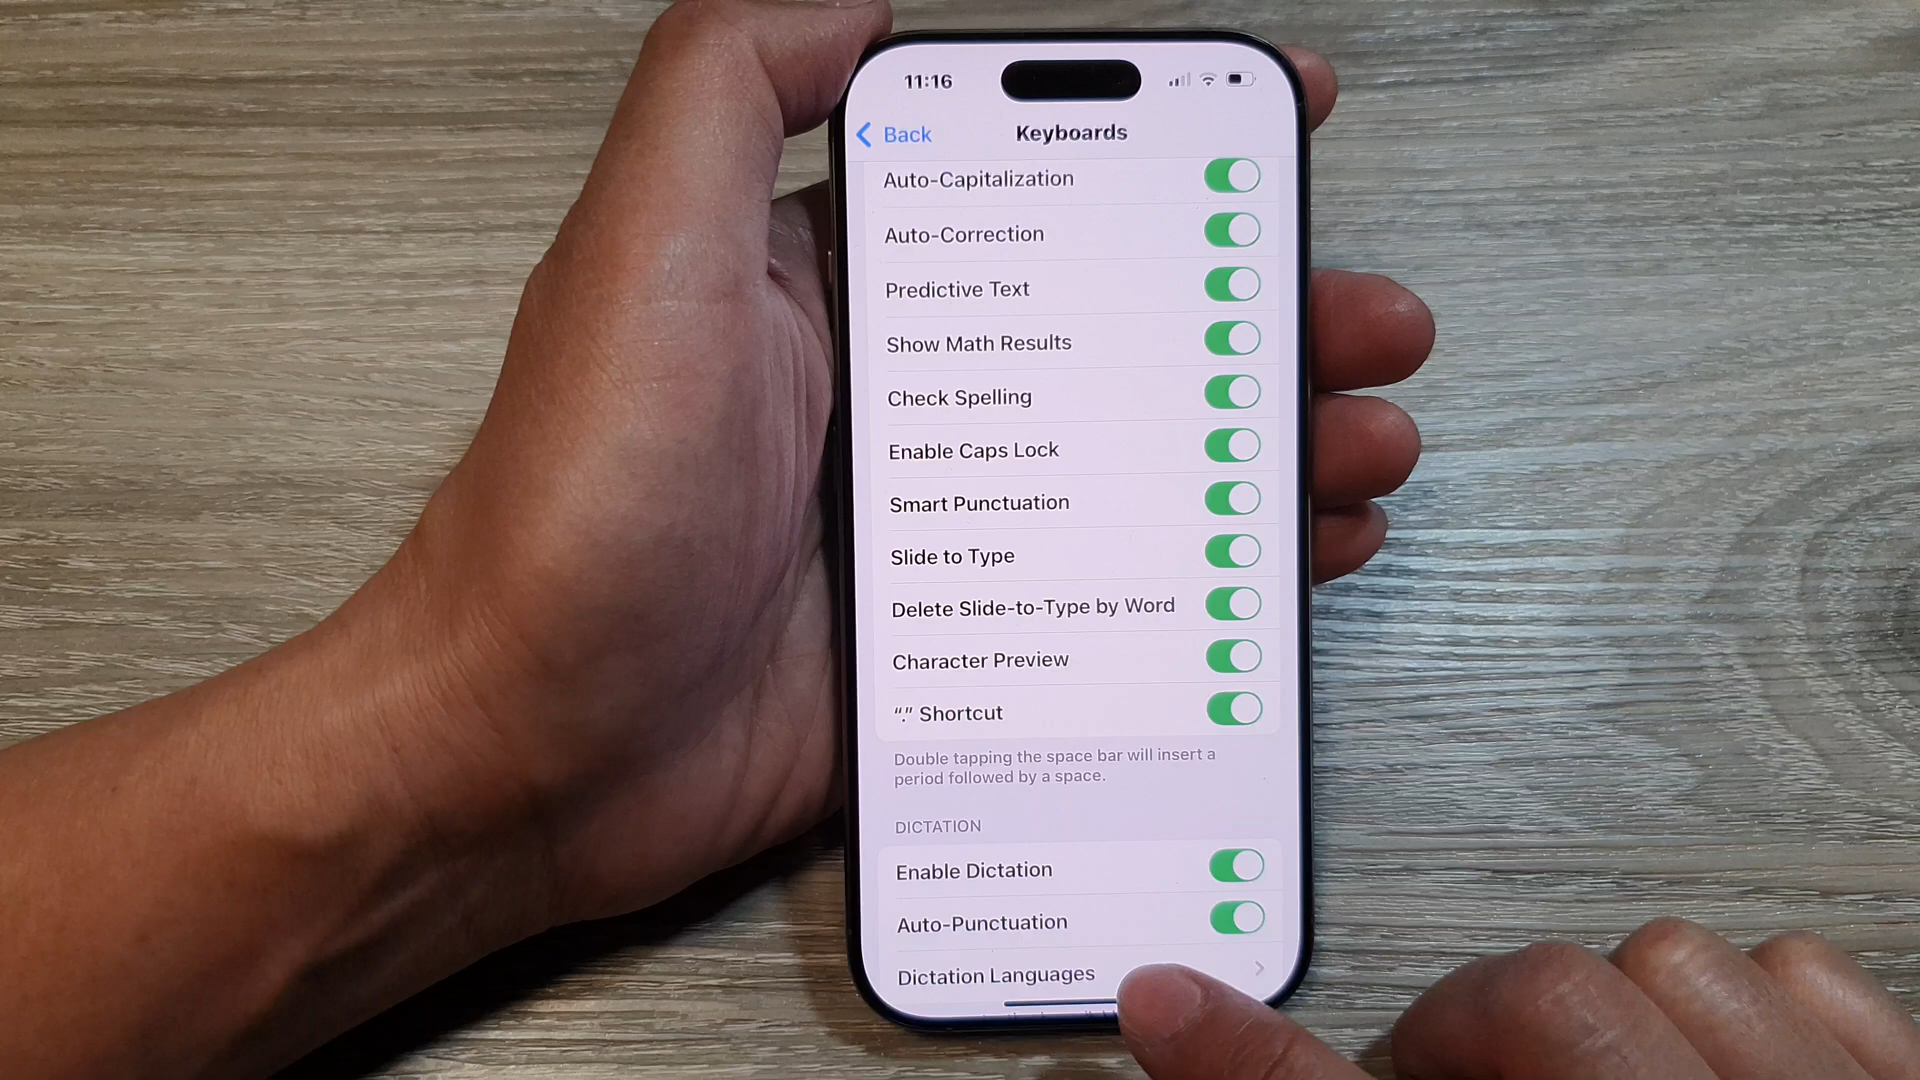 11:16
Back
Keyboards
Auto-Capitalization
Auto-Correction
Predictive Text
Show Math Results
Check Spelling
Enable Caps Lock
Smart Punctuation
Slide to Type
Delete Slide-to-Type by Word
Character Preview
“.” Shortcut
Double tapping the space bar will insert a
period followed by a space.
DICTATION
Enable Dictation
Auto-Punctuation
Dictation Languages